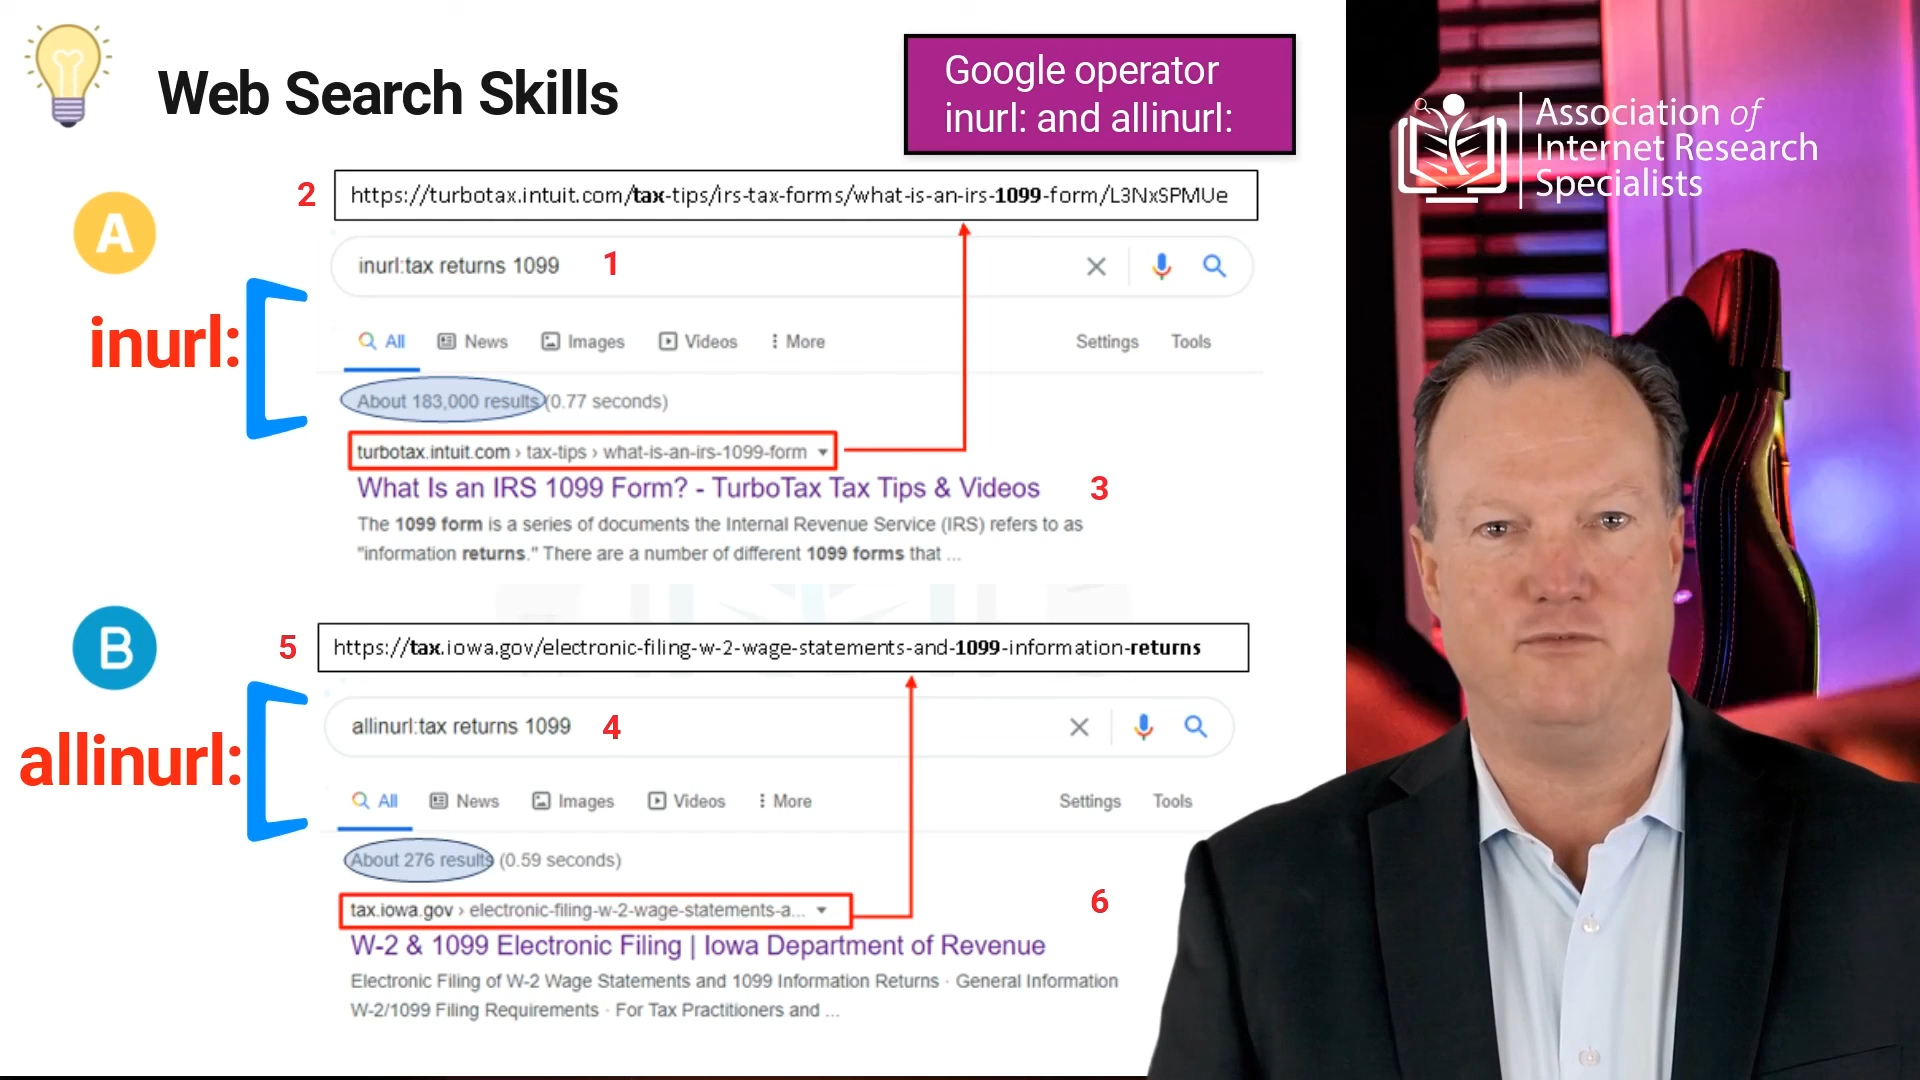 Web Search Skills
Google operator
inurl: and allinurl:
Association of
Internet Research
Specialists
A
inurl:
2
https://turbotax.intuit.com/tax-tips/irs-tax-forms/what-is-an-irs-1099-form/L3NxSPMUe
inurl:tax returns 1099
1
All News Images Videos More Settings Tools
About 183,000 results (0.77 seconds)
turbotax.intuit.com › tax-tips › what-is-an-irs-1099-form
What Is an IRS 1099 Form? - TurboTax Tax Tips & Videos
3
The 1099 form is a series of documents the Internal Revenue Service (IRS) refers to as
"information returns." There are a number of different 1099 forms that ...
B
allinurl:
5
https://tax.iowa.gov/electronic-filing-w-2-wage-statements-and-1099-information-returns
allinurl:tax returns 1099
4
All News Images Videos More Settings Tools
About 276 results (0.59 seconds)
tax.iowa.gov › electronic-filing-w-2-wage-statements-a...
6
W-2 & 1099 Electronic Filing | Iowa Department of Revenue
Electronic Filing of W-2 Wage Statements and 1099 Information Returns · General Information
W-2/1099 Filing Requirements · For Tax Practitioners and ...